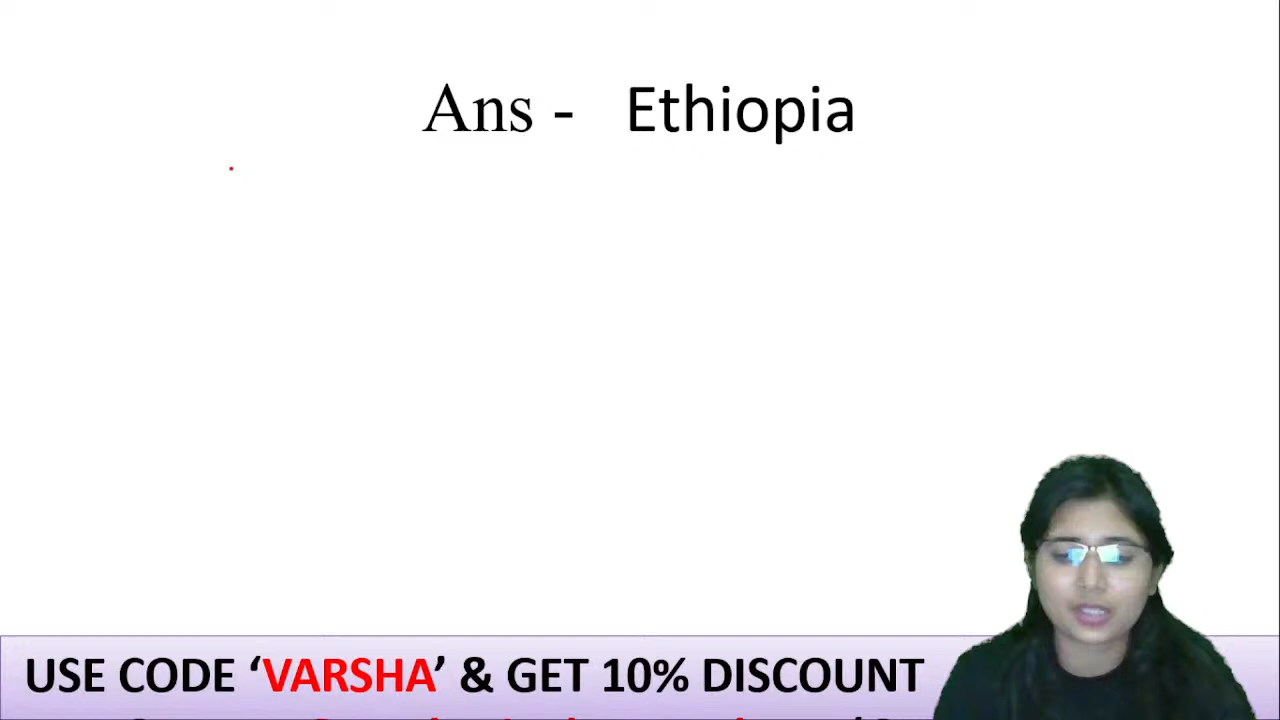 Ans - Ethiopia
USE CODE ‘VARSHA’ & GET 10% DISCOUNT